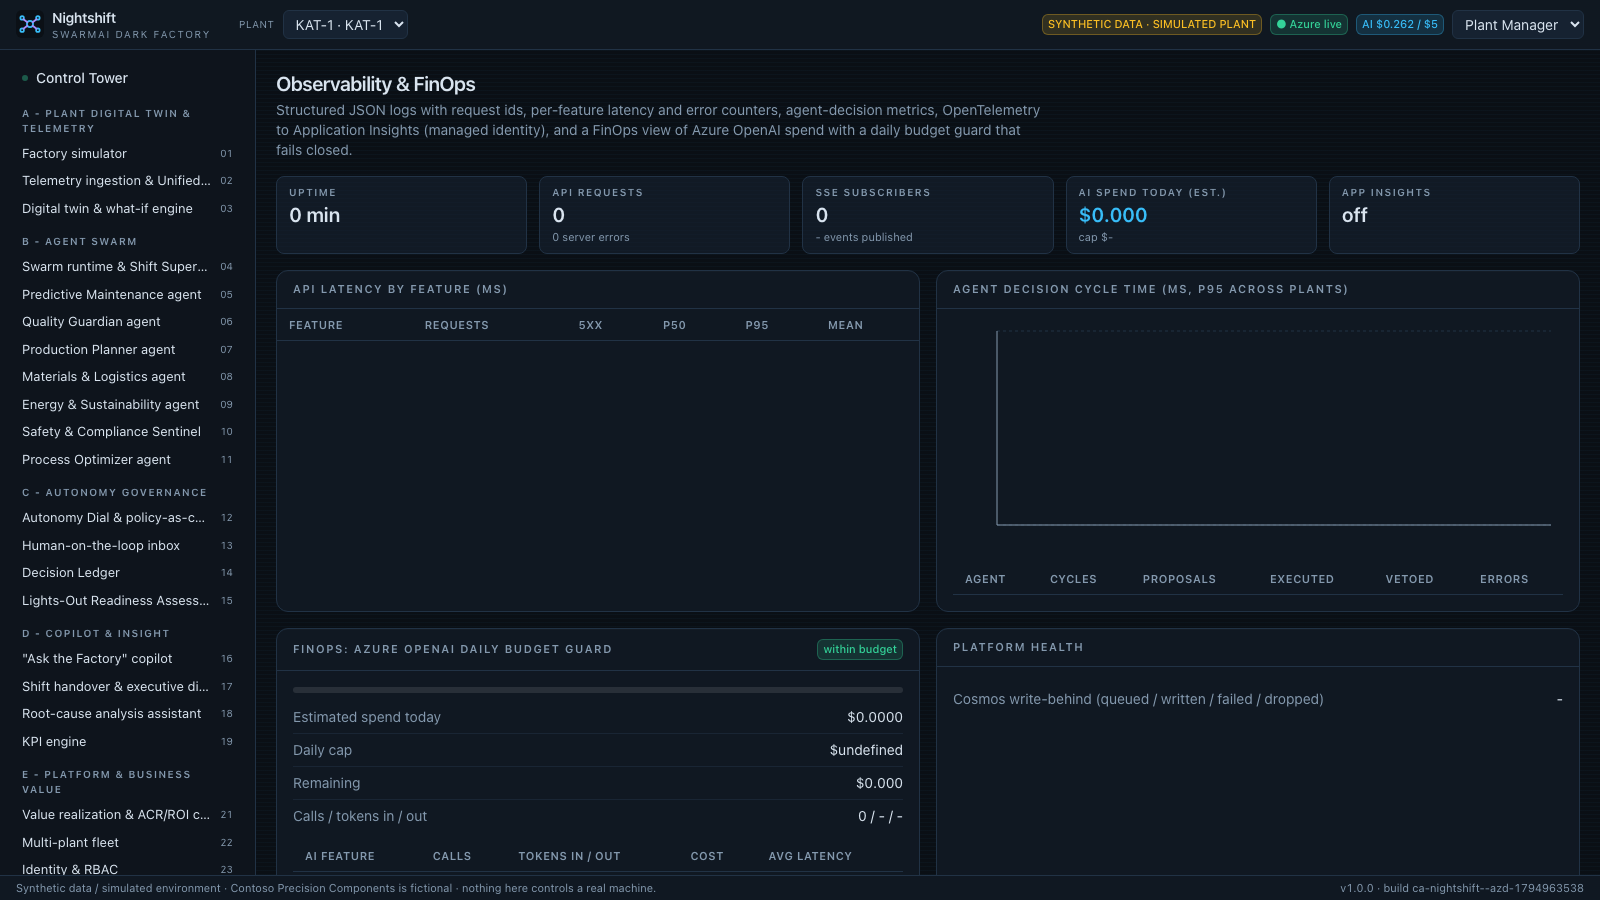 Nightshift
SWARMAI DARK FACTORY
PLANT
KAT-1 · KAT-1
SYNTHETIC DATA · SIMULATED PLANT
Azure live
AI $0.262 / $5
Plant Manager
Control Tower
A - PLANT DIGITAL TWIN &
TELEMETRY
Factory simulator 01
Telemetry ingestion & Unified... 02
Digital twin & what-if engine 03
B - AGENT SWARM
Swarm runtime & Shift Super... 04
Predictive Maintenance agent 05
Quality Guardian agent 06
Production Planner agent 07
Materials & Logistics agent 08
Energy & Sustainability agent 09
Safety & Compliance Sentinel 10
Process Optimizer agent 11
C - AUTONOMY GOVERNANCE
Autonomy Dial & policy-as-c... 12
Human-on-the-loop inbox 13
Decision Ledger 14
Lights-Out Readiness Assess... 15
D - COPILOT & INSIGHT
"Ask the Factory" copilot 16
Shift handover & executive di... 17
Root-cause analysis assistant 18
KPI engine 19
E - PLATFORM & BUSINESS
VALUE
Value realization & ACR/ROI c... 21
Multi-plant fleet 22
Identity & RBAC 23
Observability & FinOps
Structured JSON logs with request ids, per-feature latency and error counters, agent-decision metrics, OpenTelemetry
to Application Insights (managed identity), and a FinOps view of Azure OpenAI spend with a daily budget guard that
fails closed.
UPTIME
0 min
API REQUESTS
0
0 server errors
SSE SUBSCRIBERS
0
- events published
AI SPEND TODAY (EST.)
$0.000
cap $-
APP INSIGHTS
off
API LATENCY BY FEATURE (MS)
FEATURE REQUESTS 5XX P50 P95 MEAN
AGENT DECISION CYCLE TIME (MS, P95 ACROSS PLANTS)
AGENT CYCLES PROPOSALS EXECUTED VETOED ERRORS
FINOPS: AZURE OPENAI DAILY BUDGET GUARD
within budget
Estimated spend today $0.0000
Daily cap $undefined
Remaining $0.000
Calls / tokens in / out 0 / - / -
AI FEATURE CALLS TOKENS IN / OUT COST AVG LATENCY
PLATFORM HEALTH
Cosmos write-behind (queued / written / failed / dropped) -
Synthetic data / simulated environment · Contoso Precision Components is fictional · nothing here controls a real machine.
v1.0.0 · build ca-nightshift--azd-1794963538